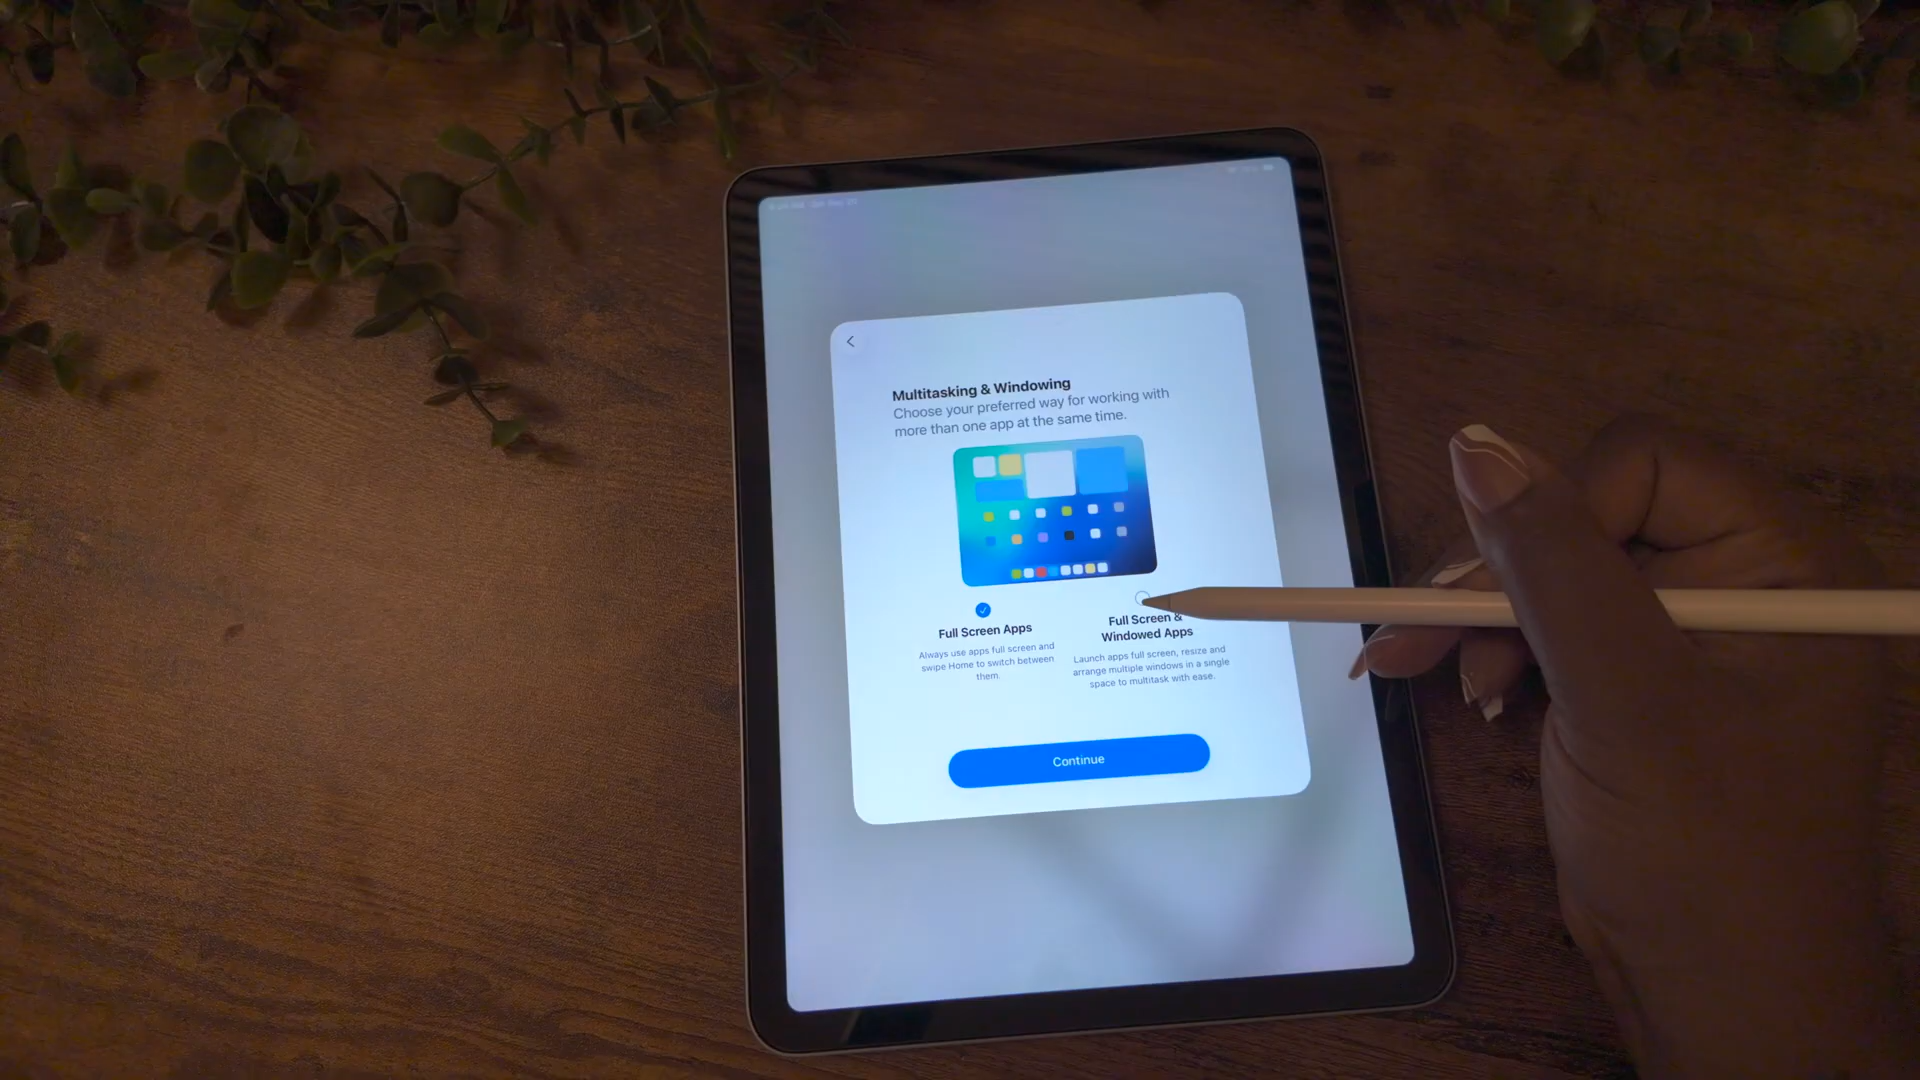 Multitasking & Windowing
Choose your preferred way for working with
more than one app at the same time.
Full Screen Apps
Always use apps full screen and
swipe Home to switch between
them.
Full Screen &
Windowed Apps
Launch apps full screen, resize and
arrange multiple windows in a single
space to multitask with ease.
Continue